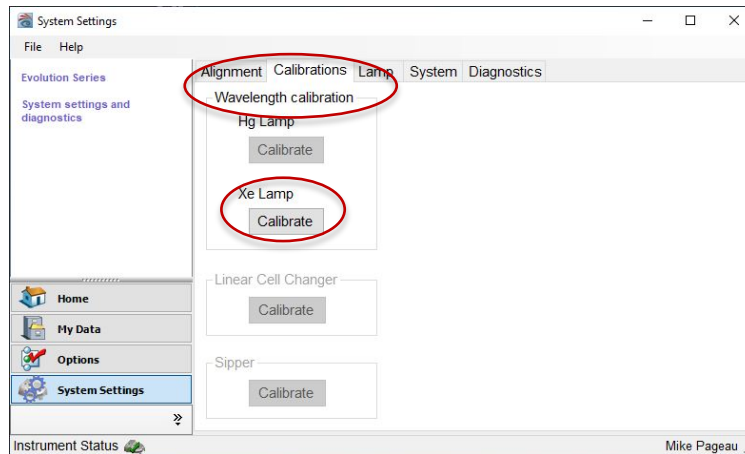 System Settings
File Help
Evolution Series
System settings and
diagnostics
Home
My Data
Options
System Settings
Alignment Calibrations Lamp System Diagnostics
Wavelength calibration
Hg Lamp
Calibrate
Xe Lamp
Calibrate
Linear Cell Changer
Calibrate
Sipper
Calibrate
Instrument Status
Mike Pageau